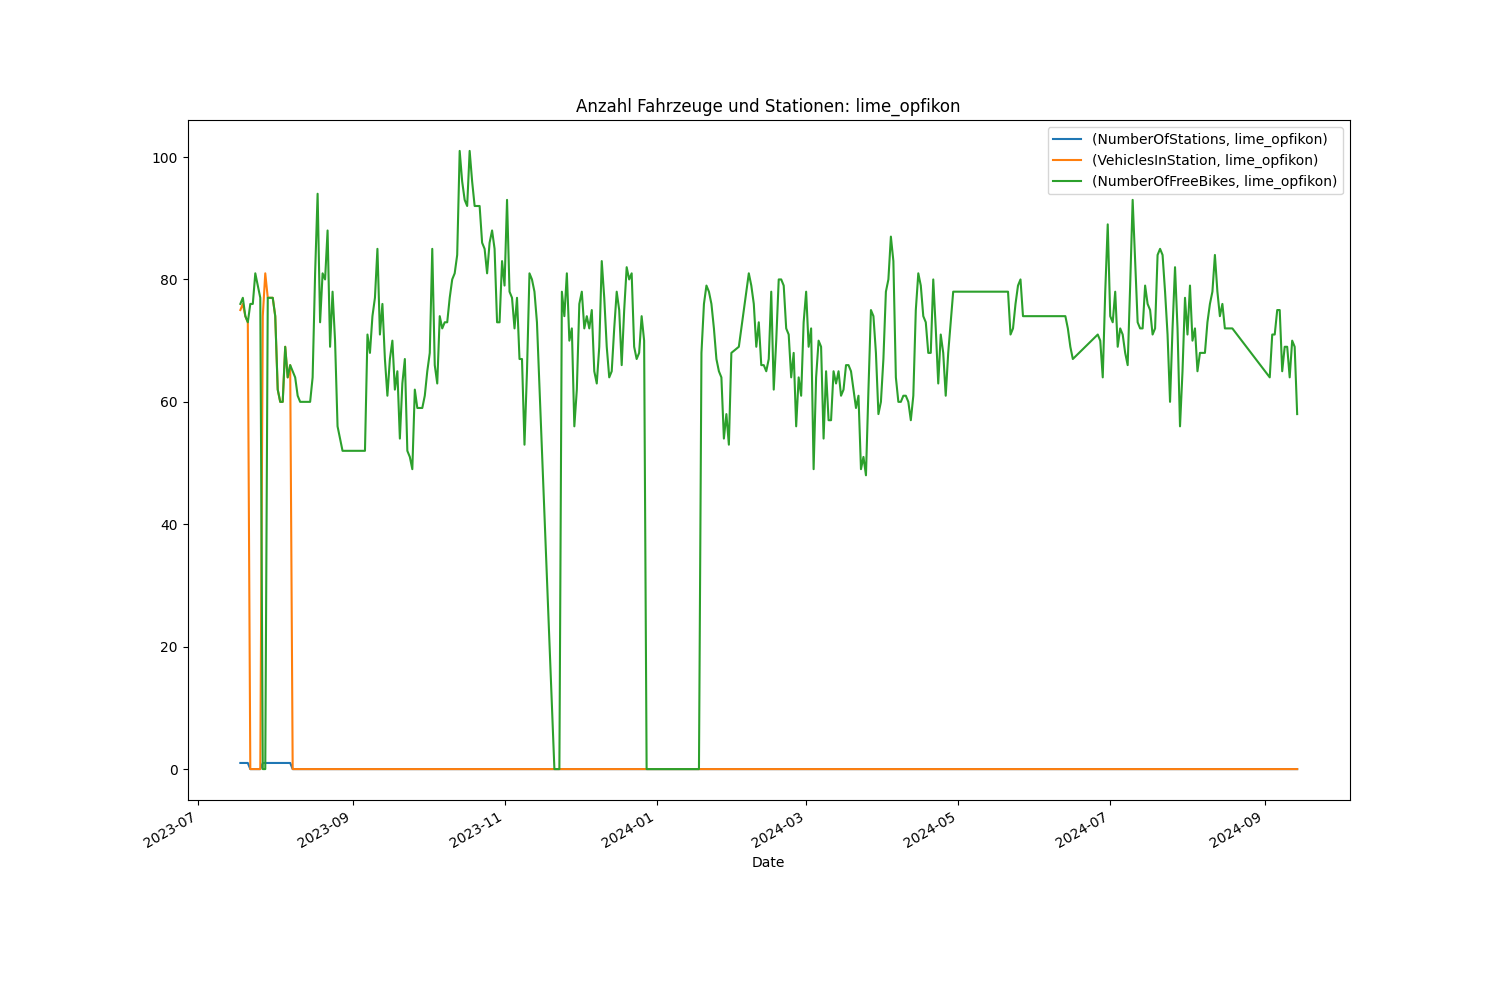 Anzahl Fahrzeuge und Stationen: lime_opfikon
(NumberOfStations, lime_opfikon)
(VehiclesInStation, lime_opfikon)
(NumberOfFreeBikes, lime_opfikon)
100
80
60
40
20
0
2023-07
2023-09
2023-11
2024-01
2024-03
2024-05
2024-07
2024-09
Date